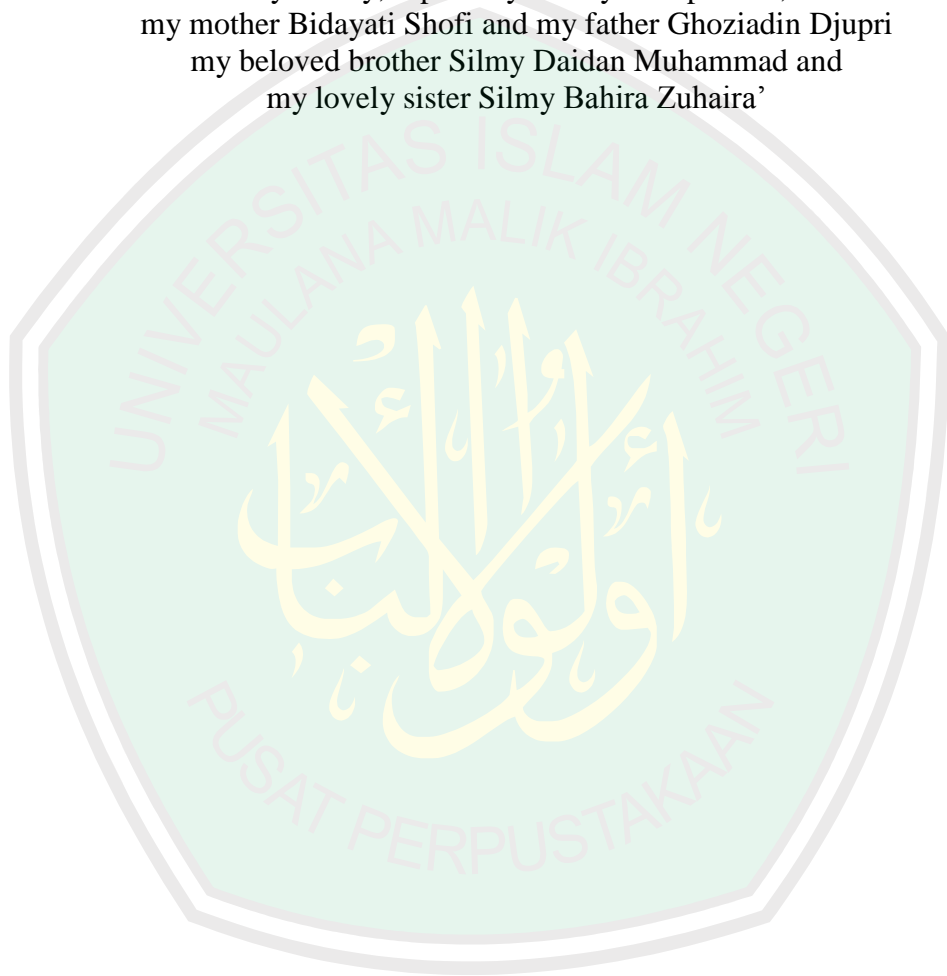 my mother Bidayati Shofi and my father Ghoziadin Djupri
my beloved brother Silmy Daidan Muhammad and
my lovely sister Silmy Bahira Zuhaira’
UNIVERSITAS ISLAM NEGERI
MAULANA MALIK IBRAHIM
أولوا الألباب
PUSAT PERPUSTAKAAN